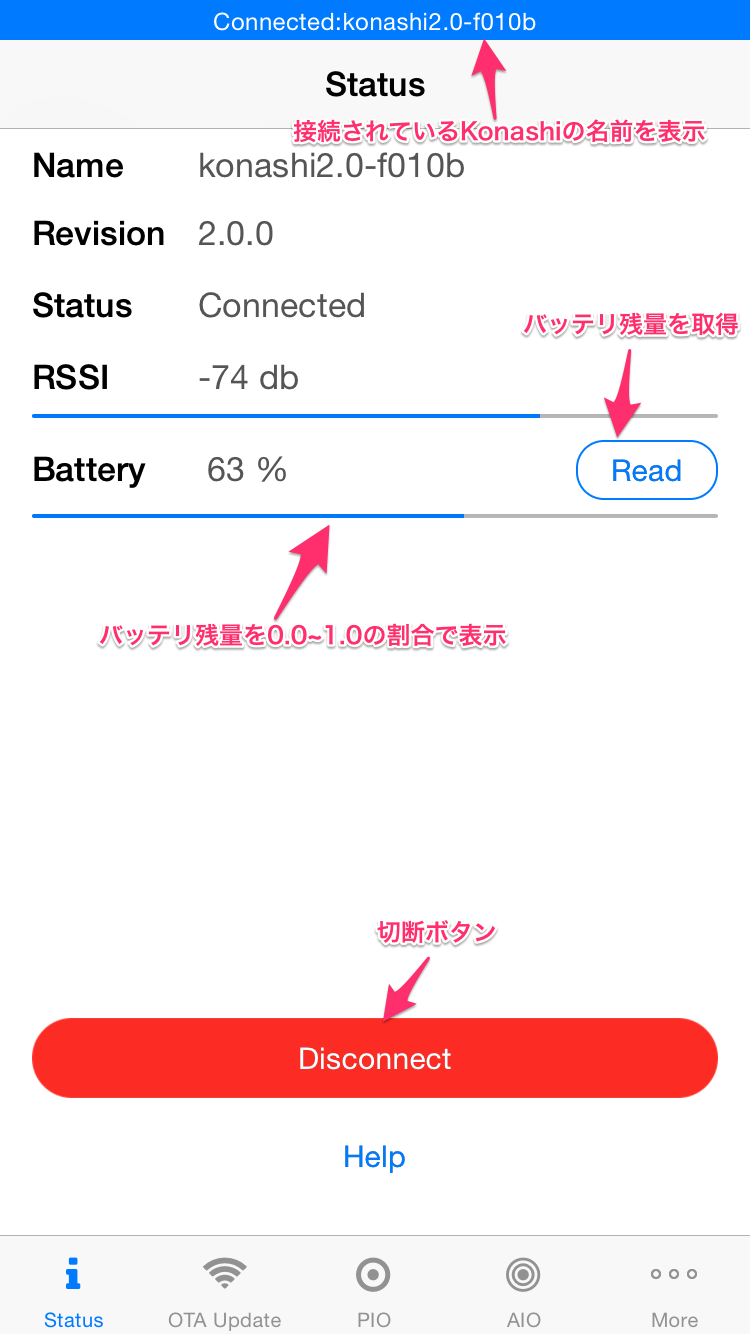 Connected:konashi2.0-f010b
Status
接続されているKonashiの名前を表示
Name konashi2.0-f010b
Revision 2.0.0
Status Connected
バッテリ残量を取得
RSSI -74 db
Battery 63 % Read
バッテリ残量を0.0~1.0の割合で表示
切断ボタン
Disconnect
Help
Status OTA Update PIO AIO More